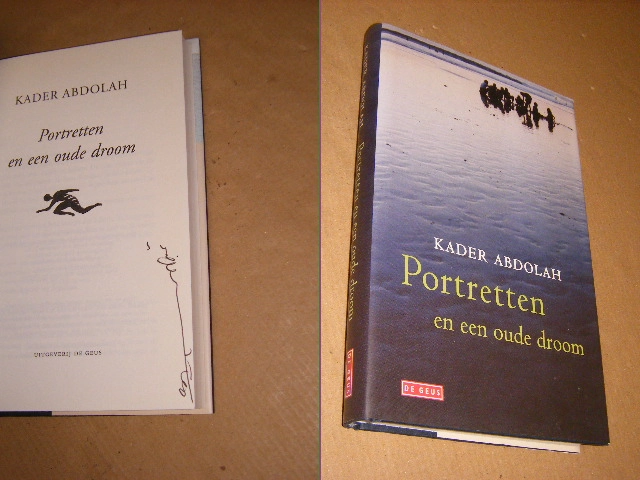 KADER ABDOLAH
Portretten
en een oude droom
UITGEVERIJ DE GEUS
KADER ABDOLAH Portretten en een oude droom
DE GEUS
KADER ABDOLAH
Portretten
en een oude droom
DE GEUS